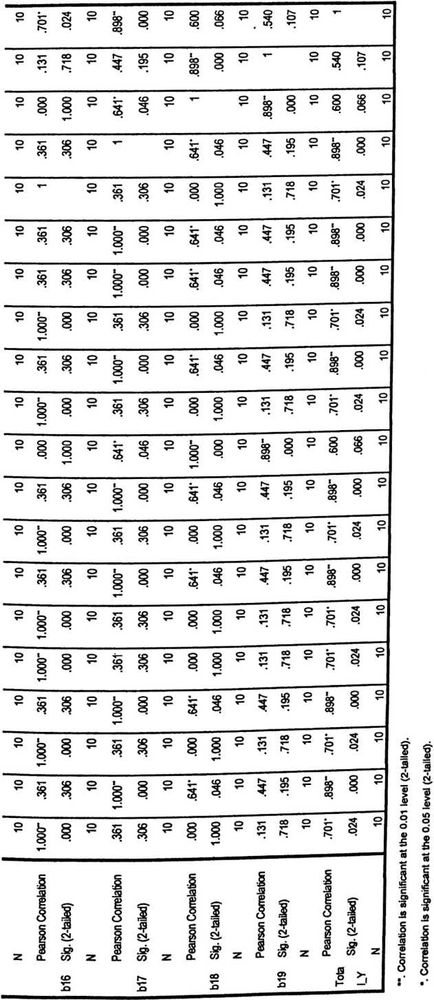 N 10 10 10 10 10 10 10 10 10 10 10 10 10 10 10 10 10 10 10 10
Pearson Correlation 1.000** .361 1.000** .361 1.000** 1.000** .361 1.000** .361 .000 1.000** .361 1.000** .361 .361 1 .361 .000 .131 .701*
b16 Sig. (2-tailed) .000 .306 .000 .306 .000 .000 .306 .000 .306 1.000 .000 .306 .000 .306 .306 .306 1.000 .718 .024
N 10 10 10 10 10 10 10 10 10 10 10 10 10 10 10 10 10 10 10 10
Pearson Correlation .361 1.000** .361 1.000** .361 .361 1.000** .361 1.000** .641* .361 1.000** .361 1.000** 1.000** .361 1 .641* .447 .898**
b17 Sig. (2-tailed) .306 .000 .306 .000 .306 .306 .000 .306 .000 .046 .306 .000 .306 .000 .000 .306 .046 .195 .000
N 10 10 10 10 10 10 10 10 10 10 10 10 10 10 10 10 10 10 10 10
Pearson Correlation .000 .641* .000 .641* .000 .000 .641* .000 .641* 1.000** .000 .641* .000 .641* .641* .000 .641* 1 .898** .600
b18 Sig. (2-tailed) 1.000 .046 1.000 .046 1.000 1.000 .046 1.000 .046 .000 1.000 .046 1.000 .046 .046 1.000 .046 .000 .066
N 10 10 10 10 10 10 10 10 10 10 10 10 10 10 10 10 10 10 10 10
Pearson Correlation .131 .447 .131 .447 .131 .131 .447 .131 .447 .898** .131 .447 .131 .447 .447 .131 .447 .898** 1 .540
b19 Sig. (2-tailed) .718 .195 .718 .195 .718 .718 .195 .718 .195 .000 .718 .195 .718 .195 .195 .718 .195 .000 .107
N 10 10 10 10 10 10 10 10 10 10 10 10 10 10 10 10 10 10 10 10
Pearson Correlation .701* .898** .701* .898** .701* .701* .898** .701* .898** .600 .701* .898** .701* .898** .898** .701* .898** .600 .540 1
Tota
l_Y Sig. (2-tailed) .024 .000 .024 .000 .024 .024 .000 .024 .000 .066 .024 .000 .024 .000 .000 .024 .000 .066 .107
N 10 10 10 10 10 10 10 10 10 10 10 10 10 10 10 10 10 10 10 10
**. Correlation is significant at the 0.01 level (2-tailed).
*. Correlation is significant at the 0.05 level (2-tailed).